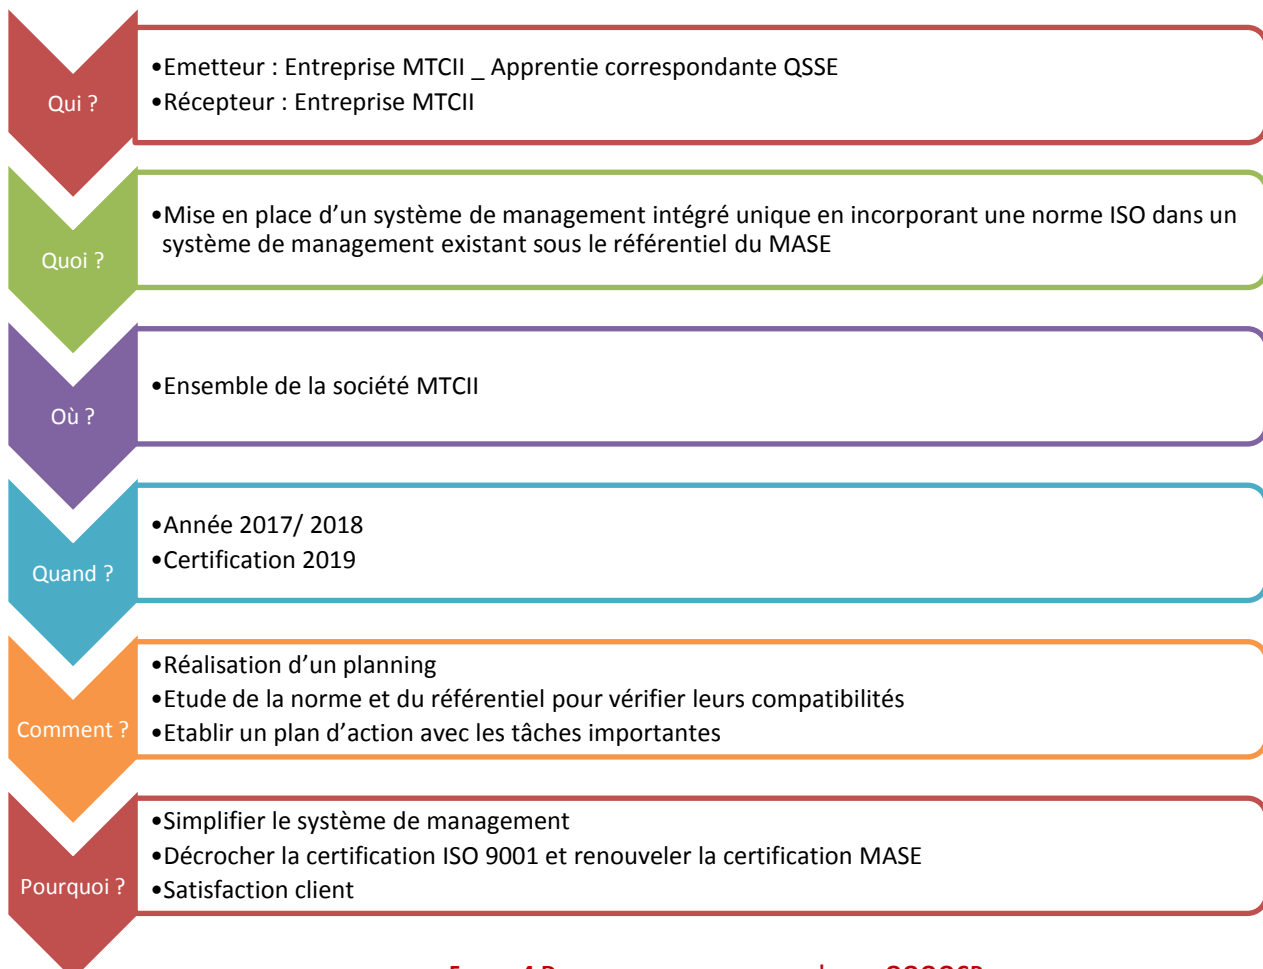 Qui ?
•Emetteur : Entreprise MTCII _ Apprentie correspondante QSSE
•Récepteur : Entreprise MTCII
Quoi ?
•Mise en place d’un système de management intégré unique en incorporant une norme ISO dans un
système de management existant sous le référentiel du MASE
Où ?
•Ensemble de la société MTCII
Quand ?
•Année 2017/ 2018
•Certification 2019
Comment ?
•Réalisation d’un planning
•Etude de la norme et du référentiel pour vérifier leurs compatibilités
•Etablir un plan d’action avec les tâches importantes
Pourquoi ?
•Simplifier le système de management
•Décrocher la certification ISO 9001 et renouveler la certification MASE
•Satisfaction client